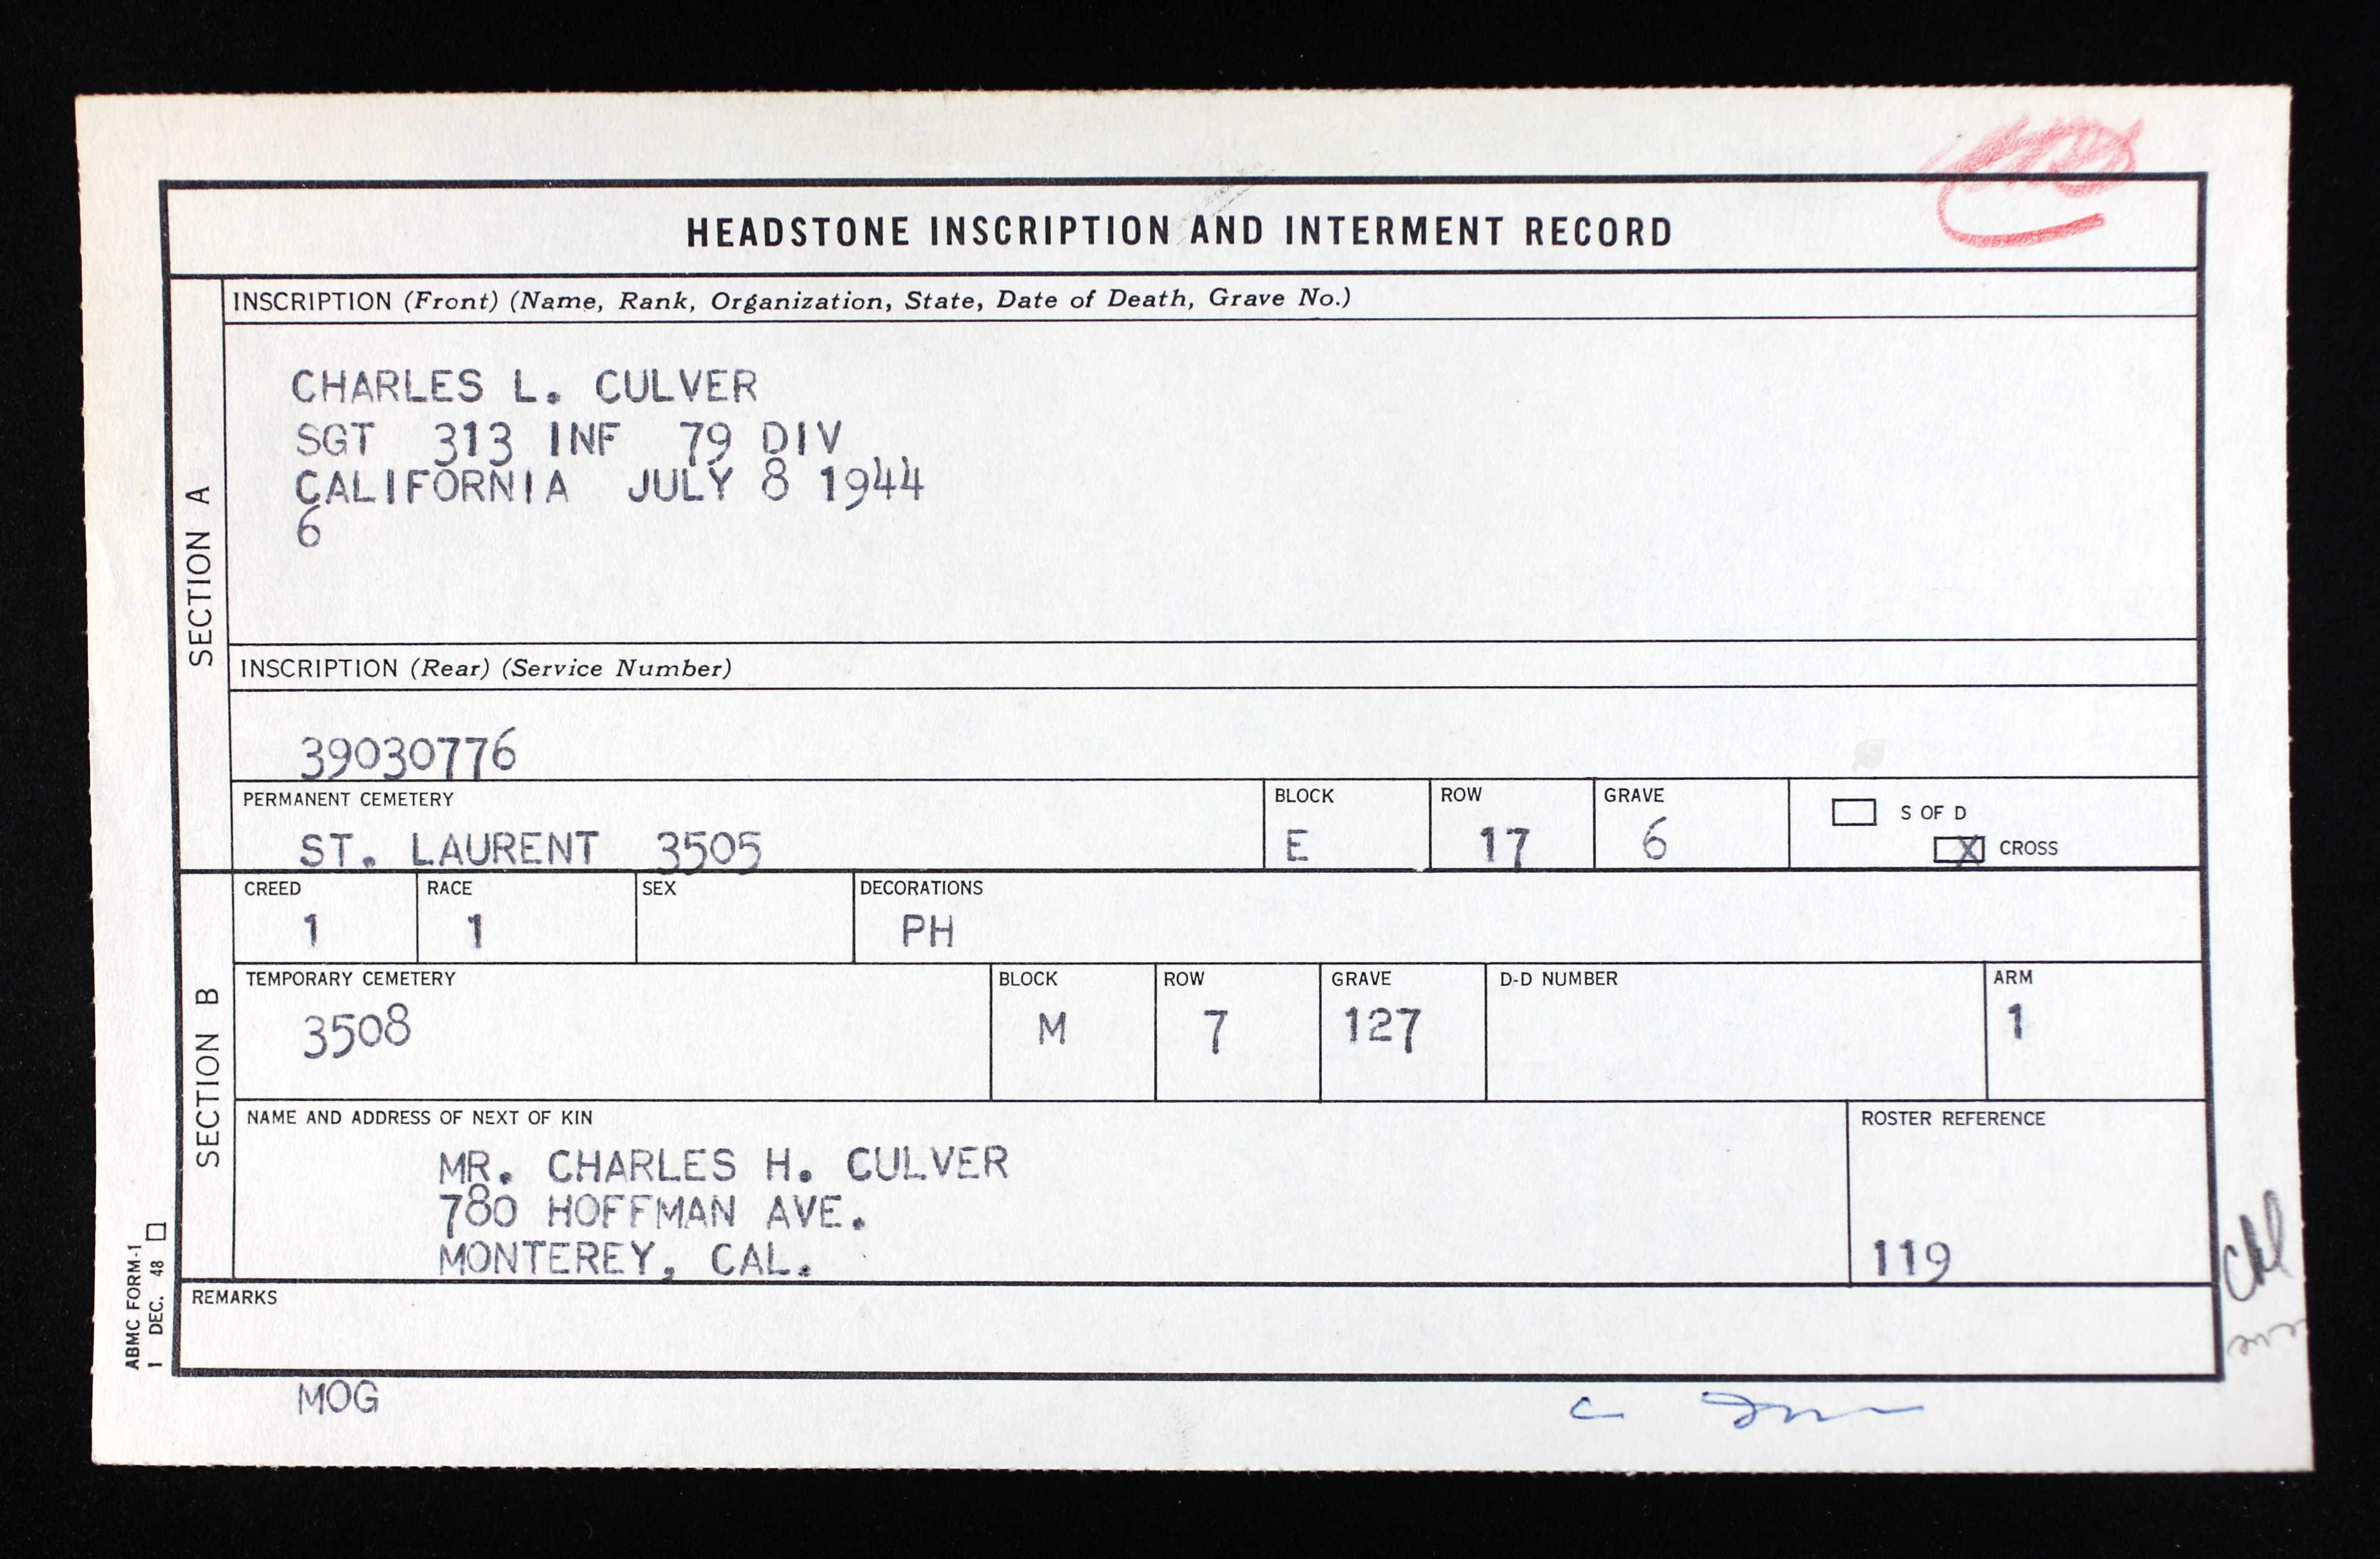 HEADSTONE INSCRIPTION AND INTERMENT RECORD
SECTION A
INSCRIPTION (Front) (Name, Rank, Organization, State, Date of Death, Grave No.)
CHARLES L. CULVER
SGT 313 INF 79 DIV
CALIFORNIA JULY 8 1944
6
INSCRIPTION (Rear) (Service Number)
39030776
PERMANENT CEMETERY BLOCK ROW GRAVE
ST. LAURENT 3505 E 17 6
S OF D
X CROSS
SECTION B
CREED RACE SEX DECORATIONS
1 1 PH
TEMPORARY CEMETERY BLOCK ROW GRAVE D-D NUMBER ARM
3508 M 7 127 1
NAME AND ADDRESS OF NEXT OF KIN ROSTER REFERENCE
MR. CHARLES H. CULVER
780 HOFFMAN AVE.
MONTEREY, CAL. 119
REMARKS
ABMC FORM-1
1 DEC. 48
MOG